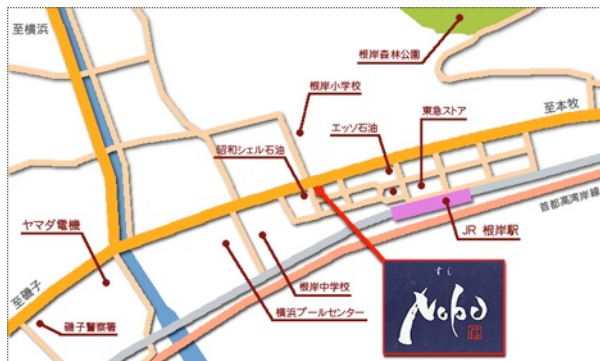 至横浜
根岸森林公園
根岸小学校
至本牧
東急ストア
エッソ石油
昭和シェル石油
首都高湾岸線
ヤマダ電機
JR 根岸駅
すし
Nobu
根岸中学校
至磯子
横浜プールセンター
磯子警察署